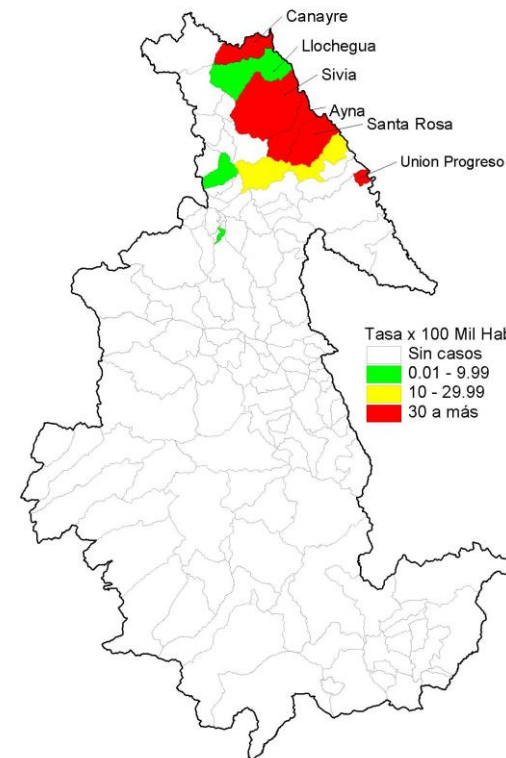 Canayre
Llochegua
Sivia
Ayna
Santa Rosa
Union Progreso
Tasa x 100 Mil Hab
Sin casos
0.01 - 9.99
10 - 29.99
30 a más